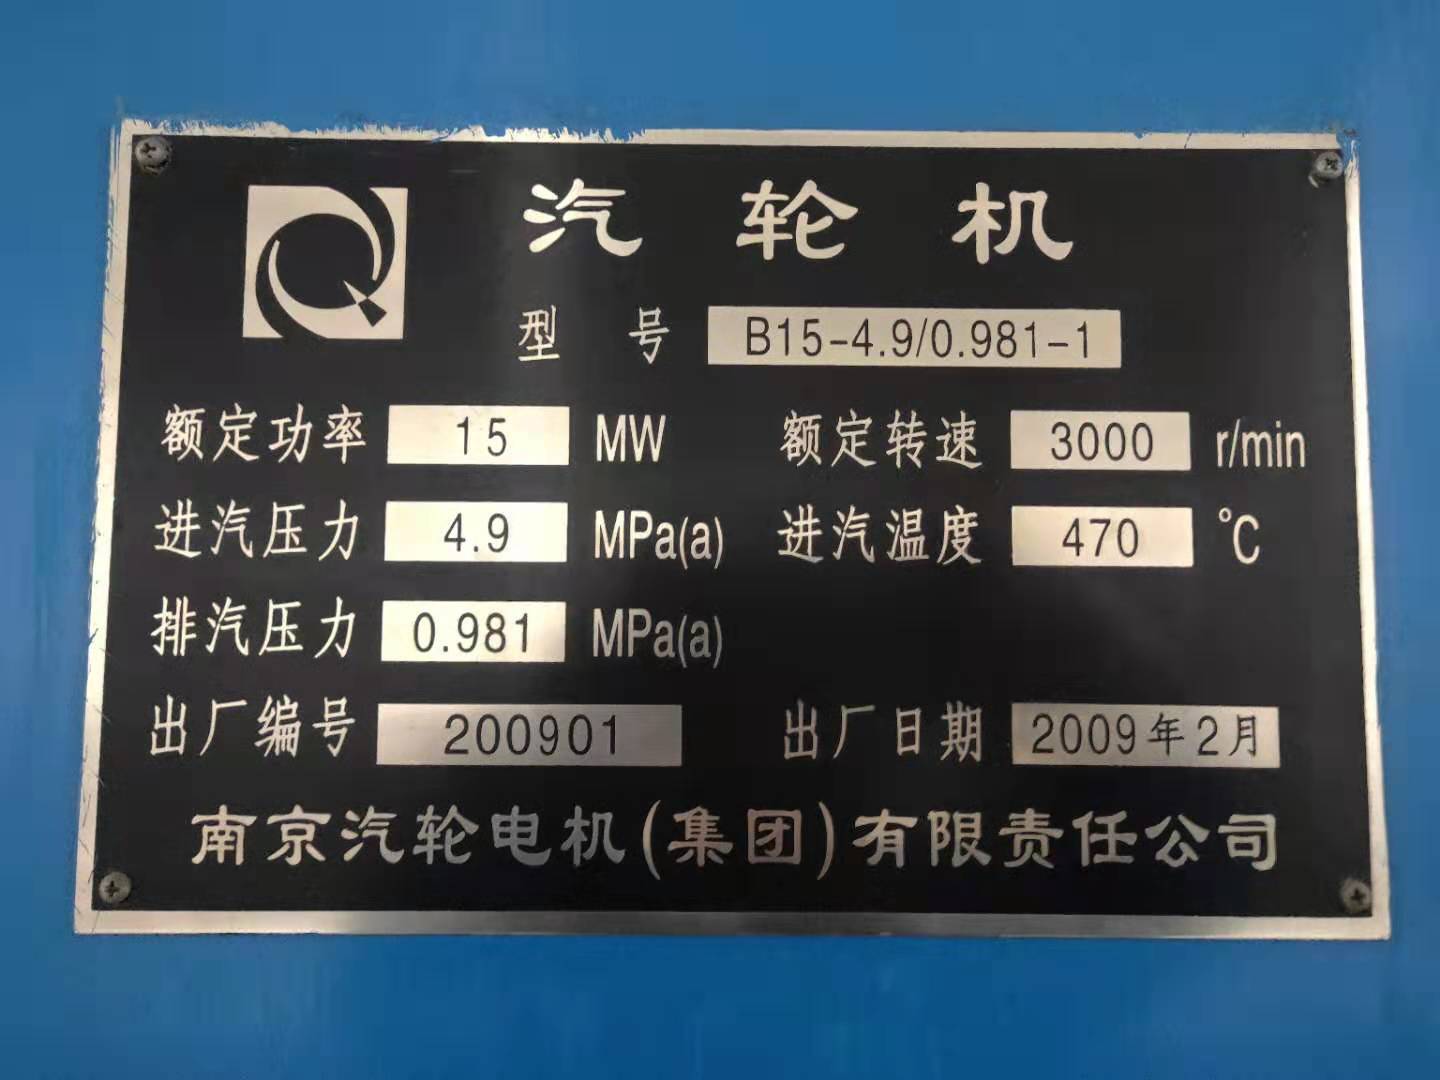 汽轮机
型号 B15-4.9/0.981-1
额定功率 15 MW 额定转速 3000 r/min
进汽压力 4.9 MPa(a) 进汽温度 470 ℃
排汽压力 0.981 MPa(a)
出厂编号 200901 出厂日期 2009年2月
南京汽轮电机(集团)有限责任公司